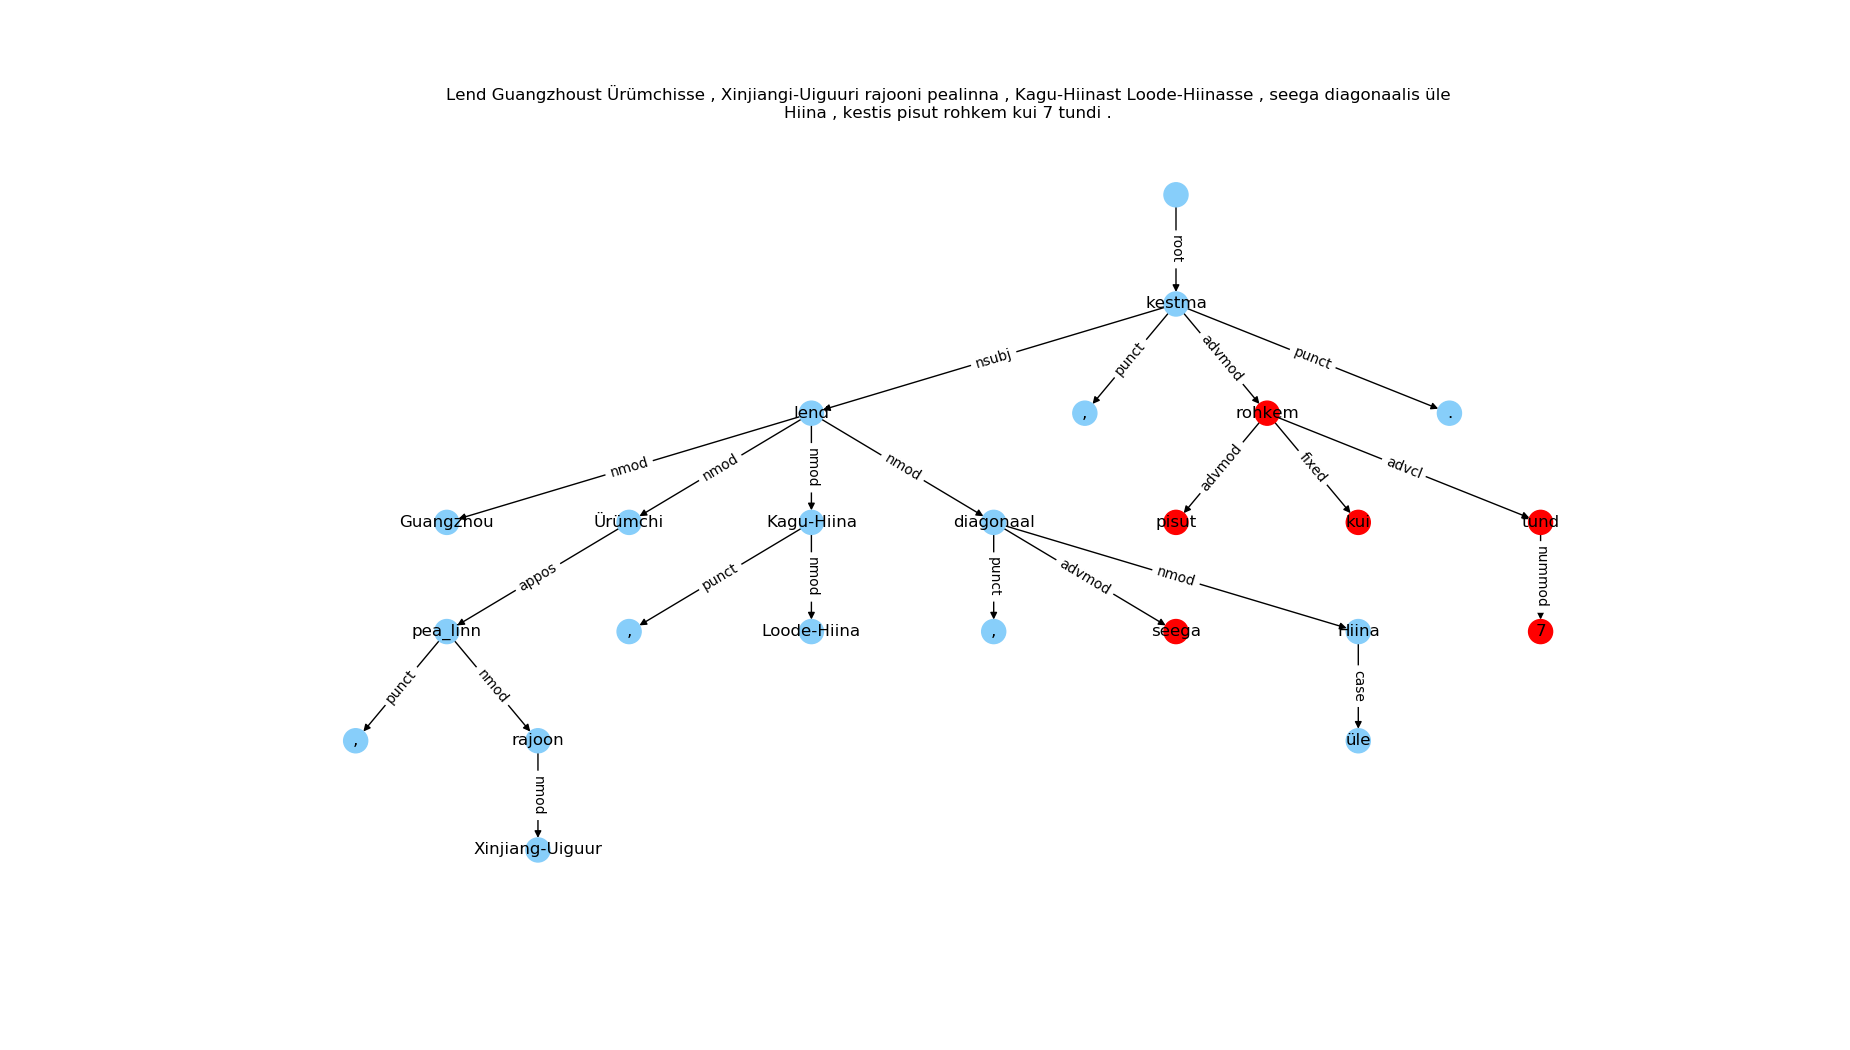 Lend Guangzhoust Ürümchisse , Xinjiangi-Uiguuri rajooni pealinna , Kagu-Hiinast Loode-Hiinasse , seega diagonaalis üle
Hiina , kestis pisut rohkem kui 7 tundi .
root
kestma
nsubj punct advmod punct
lend , rohkem .
nmod nmod nmod nmod advmod fixed advcl
Guangzhou Ürümchi Kagu-Hiina diagonaal pisut kui tund
appos punct nmod punct advmod nmod nummod
pea_linn , Loode-Hiina , seega Hiina 7
punct nmod case
, rajoon üle
nmod
Xinjiang-Uiguur